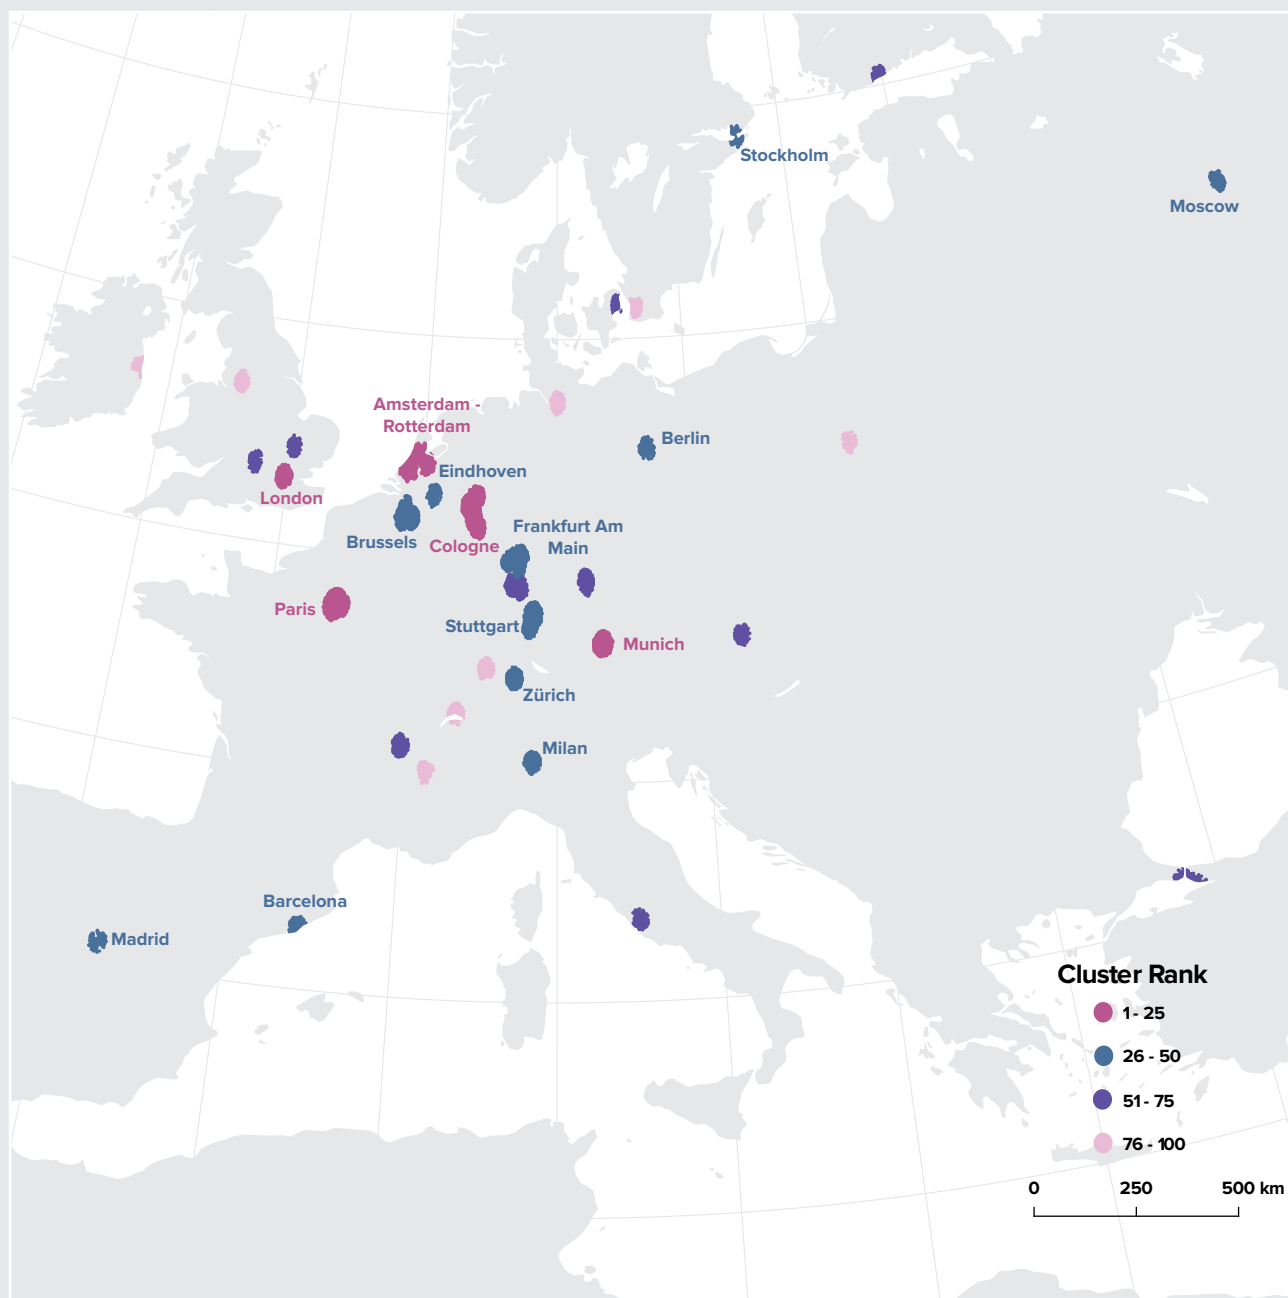 Stockholm
Moscow
Amsterdam -
Rotterdam
Berlin
Eindhoven
London
Frankfurt Am
Main
Brussels
Cologne
Paris
Stuttgart
Munich
Zürich
Milan
Barcelona
Madrid
Cluster Rank
1 - 25
26 - 50
51 - 75
76 - 100
0 250 500 km